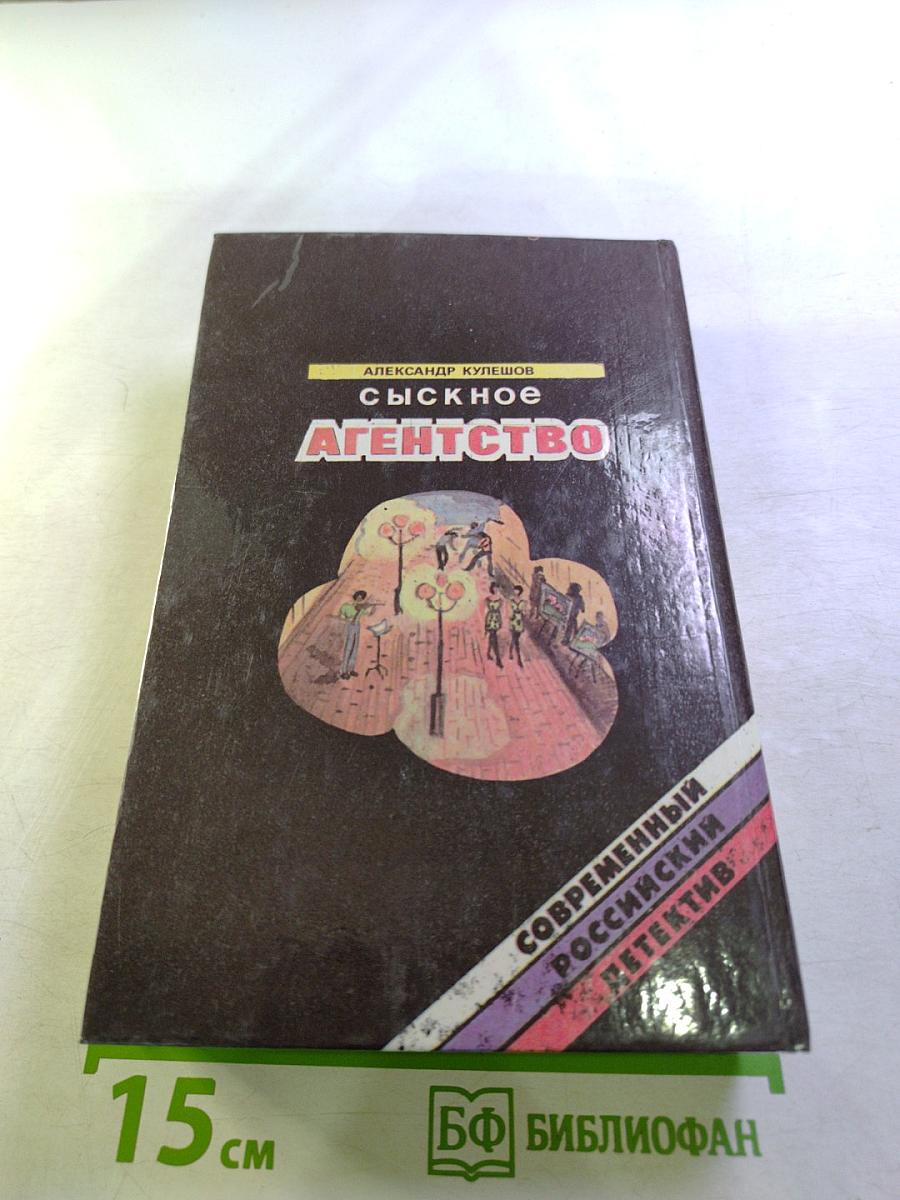 АЛЕКСАНДР КУЛЕШОВ
СЫСКНОЕ
АГЕНТСТВО
СОВРЕМЕННЫЙ
РОССИЙСКИЙ
ДЕТЕКТИВ
15 см
БФ БИБЛИОФАН